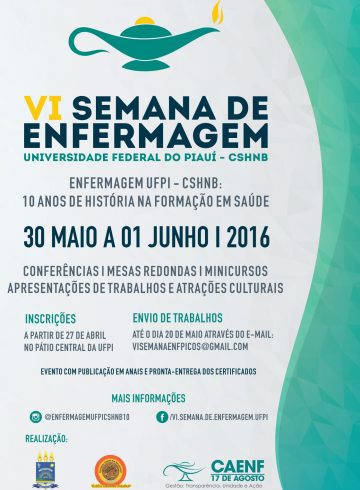 VI SEMANA DE
ENFERMAGEM
UNIVERSIDADE FEDERAL DO PIAUÍ - CSHNB
ENFERMAGEM UFPI - CSHNB:
10 ANOS DE HISTÓRIA NA FORMAÇÃO EM SAÚDE
30 MAIO A 01 JUNHO | 2016
CONFERÊNCIAS | MESAS REDONDAS | MINICURSOS
APRESENTAÇÕES DE TRABALHOS E ATRAÇÕES CULTURAIS
INSCRIÇÕES
A PARTIR DE 27 DE ABRIL
NO PÁTIO CENTRAL DA UFPI
ENVIO DE TRABALHOS
ATÉ O DIA 20 DE MAIO ATRAVÉS DO E-MAIL:
VISEMANAENFPICOS@GMAIL.COM
EVENTO COM PUBLICAÇÃO EM ANAIS E PRONTA-ENTREGA DOS CERTIFICADOS
MAIS INFORMAÇÕES
@ENFERMAGEMUFPICSHNB10
/VI.SEMANA.DE.ENFERMAGEM.UFPI
REALIZAÇÃO:
CAENF
17 DE AGOSTO
Gestão: Transparência, Unidade e Ação